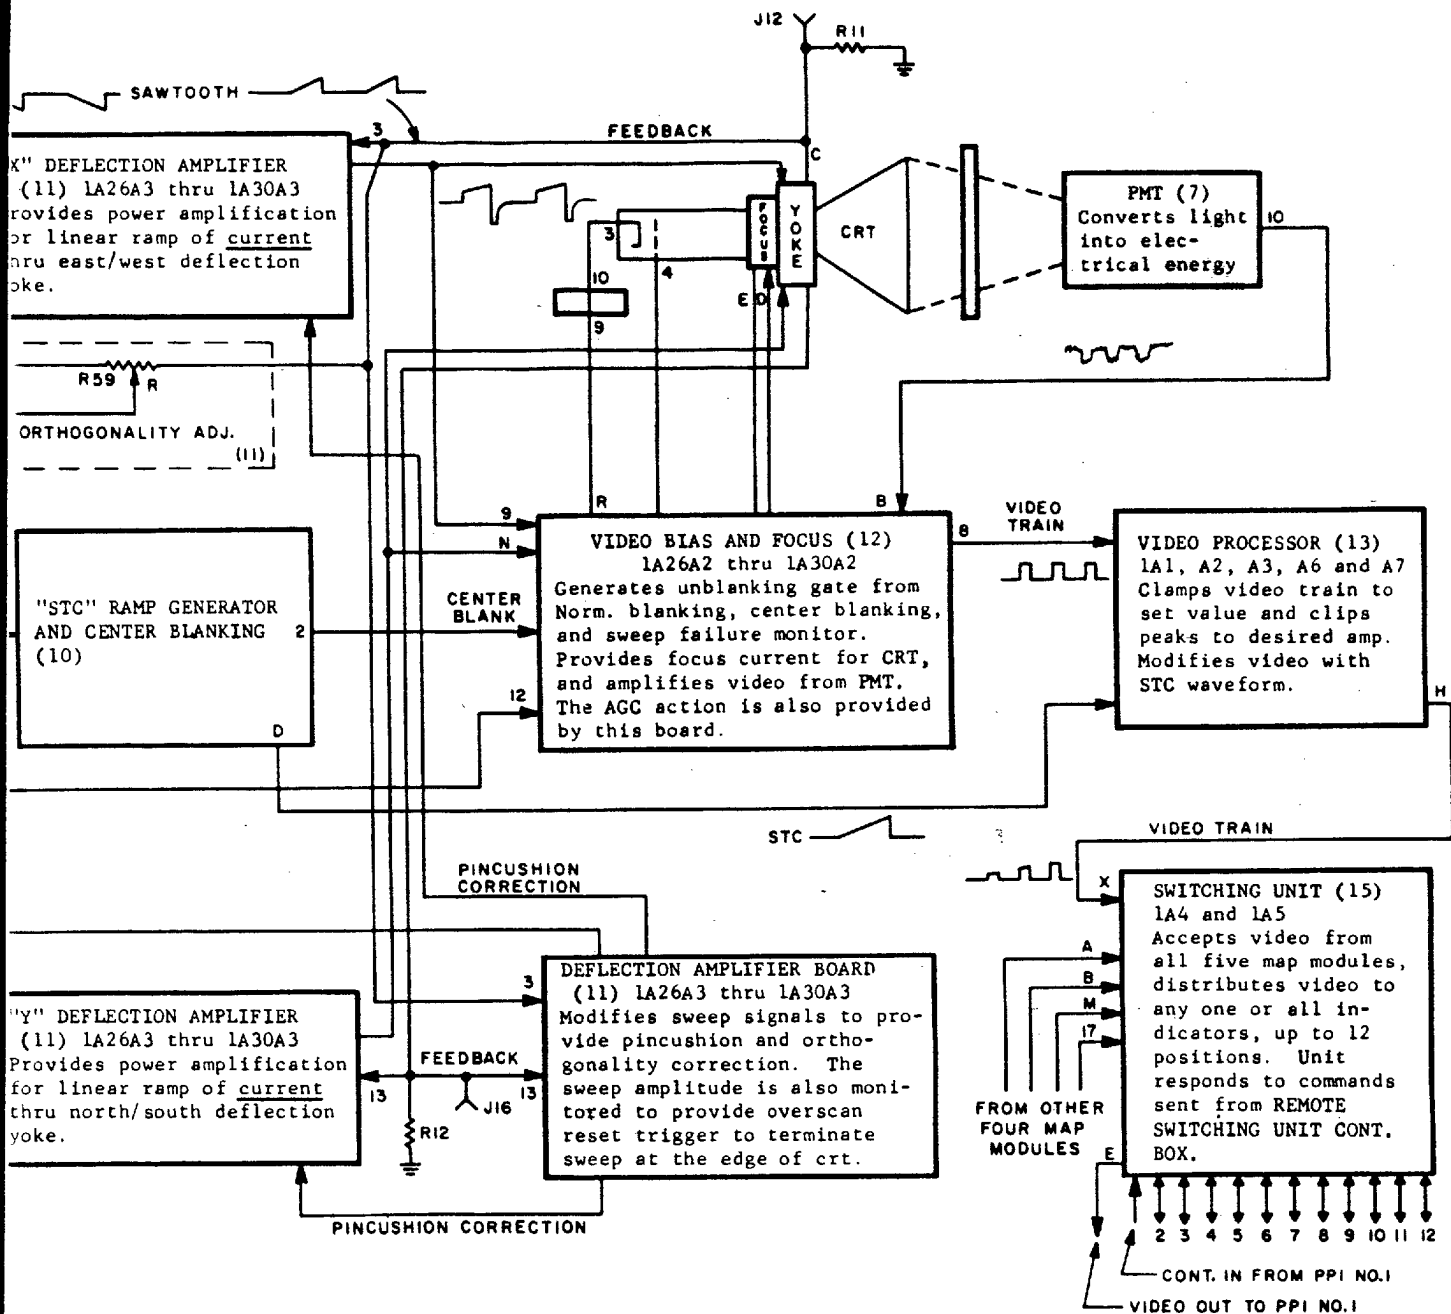 J12
R11
SAWTOOTH
3
FEEDBACK
C
X" DEFLECTION AMPLIFIER
(11) 1A26A3 thru 1A30A3
rovides power amplification
or linear ramp of current
hru east/west deflection
oke.
3
4
10
9
FOCUS
YOKE
E D
CRT
PMT (7)
Converts light
into elec-
trical energy
10
R59
R
ORTHOGONALITY ADJ.
(11)
"STC" RAMP GENERATOR
AND CENTER BLANKING
(10)
2
D
CENTER
BLANK
9
N
12
R
B
VIDEO BIAS AND FOCUS (12)
1A26A2 thru 1A30A2
Generates unblanking gate from
Norm. blanking, center blanking,
and sweep failure monitor.
Provides focus current for CRT,
and amplifies video from PMT.
The AGC action is also provided
by this board.
8
VIDEO
TRAIN
VIDEO PROCESSOR (13)
1A1, A2, A3, A6 and A7
Clamps video train to
set value and clips
peaks to desired amp.
Modifies video with
STC waveform.
H
STC
VIDEO TRAIN
PINCUSHION
CORRECTION
"Y" DEFLECTION AMPLIFIER
(11) 1A26A3 thru 1A30A3
Provides power amplification
for linear ramp of current
thru north/south deflection
yoke.
FEEDBACK
13
J16
R12
3
13
DEFLECTION AMPLIFIER BOARD
(11) 1A26A3 thru 1A30A3
Modifies sweep signals to pro-
vide pincushion and ortho-
gonality correction. The
sweep amplitude is also moni-
tored to provide overscan
reset trigger to terminate
sweep at the edge of crt.
PINCUSHION CORRECTION
X
A
B
M
17
FROM OTHER
FOUR MAP
MODULES
E
SWITCHING UNIT (15)
1A4 and 1A5
Accepts video from
all five map modules,
distributes video to
any one or all in-
dicators, up to 12
positions. Unit
responds to commands
sent from REMOTE
SWITCHING UNIT CONT.
BOX.
2 3 4 5 6 7 8 9 10 11 12
CONT. IN FROM PPI NO.1
VIDEO OUT TO PPI NO.1